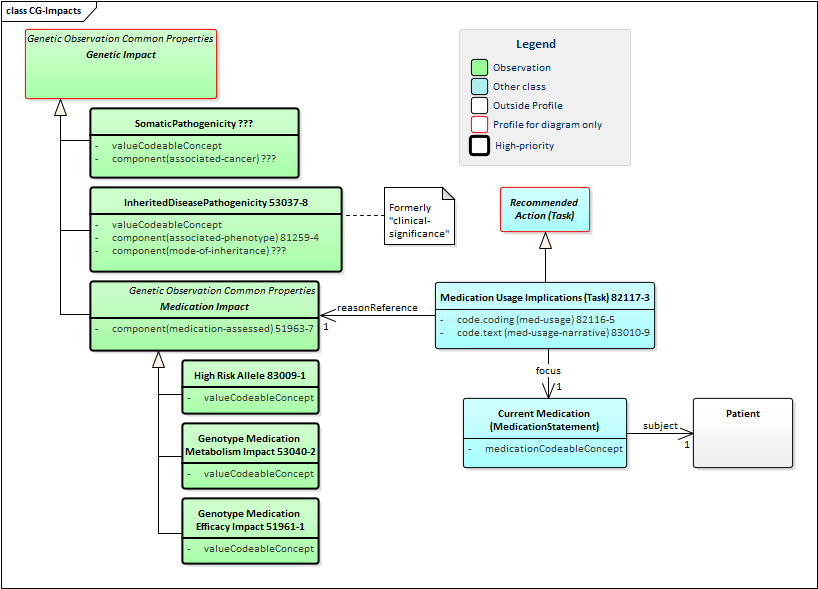 class CG-Impacts
Genetic Observation Common Properties
Genetic Impact
Legend
Observation
Other class
Outside Profile
Profile for diagram only
High-priority
SomaticPathogenicity ???
- valueCodeableConcept
- component(associated-cancer) ???
InheritedDiseasePathogenicity 53037-8
- valueCodeableConcept
- component(associated-phenotype) 81259-4
- component(mode-of-inheritance) ???
Formerly
"clinical-
significance"
Recommended
Action (Task)
Genetic Observation Common Properties
Medication Impact
- component(medication-assessed) 51963-7
reasonReference
1
Medication Usage Implications (Task) 82117-3
- code.coding (med-usage) 82116-5
- code.text (med-usage-narrative) 83010-9
High Risk Allele 83009-1
- valueCodeableConcept
focus
1
Genotype Medication
Metabolism Impact 53040-2
- valueCodeableConcept
Current Medication
(MedicationStatement)
- medicationCodeableConcept
subject
1
Patient
Genotype Medication
Efficacy Impact 51961-1
- valueCodeableConcept